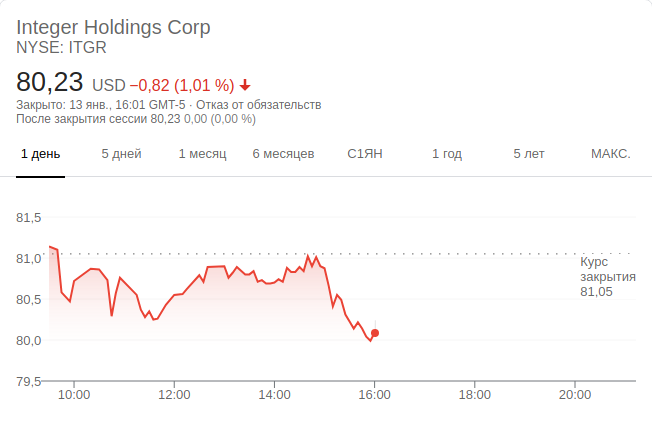 Integer Holdings Corp
NYSE: ITGR
80,23 USD −0,82 (1,01 %)
Закрыто: 13 янв., 16:01 GMT-5 · Отказ от обязательств
После закрытия сессии 80,23 0,00 (0,00 %)
1 день 5 дней 1 месяц 6 месяцев С1ЯН 1 год 5 лет МАКС.
81,5
81,0
Курс
закрытия
81,05
80,5
80,0
79,5
10:00 12:00 14:00 16:00 18:00 20:00